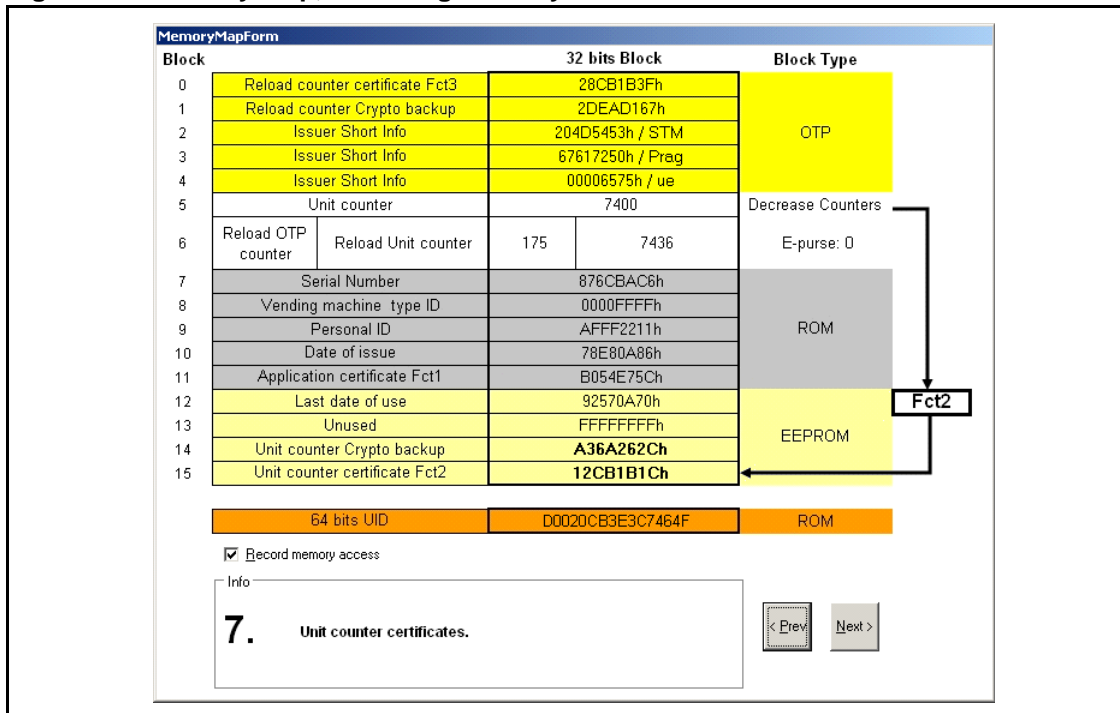 MemoryMapForm
Block 32 bits Block Block Type
0 Reload counter certificate Fct3 28CB1B3Fh
1 Reload counter Crypto backup 2DEAD167h
2 Issuer Short Info 204D5453h / STM OTP
3 Issuer Short Info 67617250h / Prag
4 Issuer Short Info 00006575h / ue
5 Unit counter 7400 Decrease Counters
6 Reload OTP counter Reload Unit counter 175 7436 E-purse: 0
7 Serial Number 876CBAC6h
8 Vending machine type ID 0000FFFFh
9 Personal ID AFFF2211h ROM
10 Date of issue 78E80A86h
11 Application certificate Fct1 B054E75Ch
12 Last date of use 92570A70h Fct2
13 Unused FFFFFFFFh EEPROM
14 Unit counter Crypto backup A36A262Ch
15 Unit counter certificate Fct2 12CB1B1Ch
64 bits UID D0020CB3E3C7464F ROM
Record memory access
Info
7. Unit counter certificates.
< Prev Next >